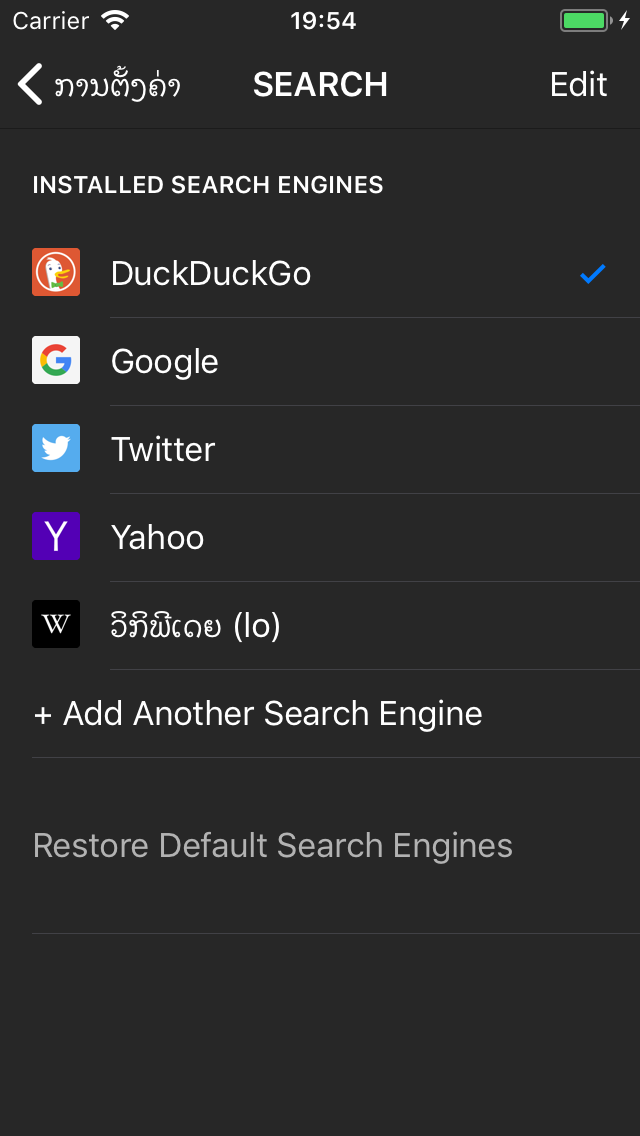 Carrier 19:54
ການຕັ້ງຄ່າ SEARCH Edit
INSTALLED SEARCH ENGINES
DuckDuckGo
Google
Twitter
Y Yahoo
W ວິກິພີເດຍ (lo)
+ Add Another Search Engine
Restore Default Search Engines